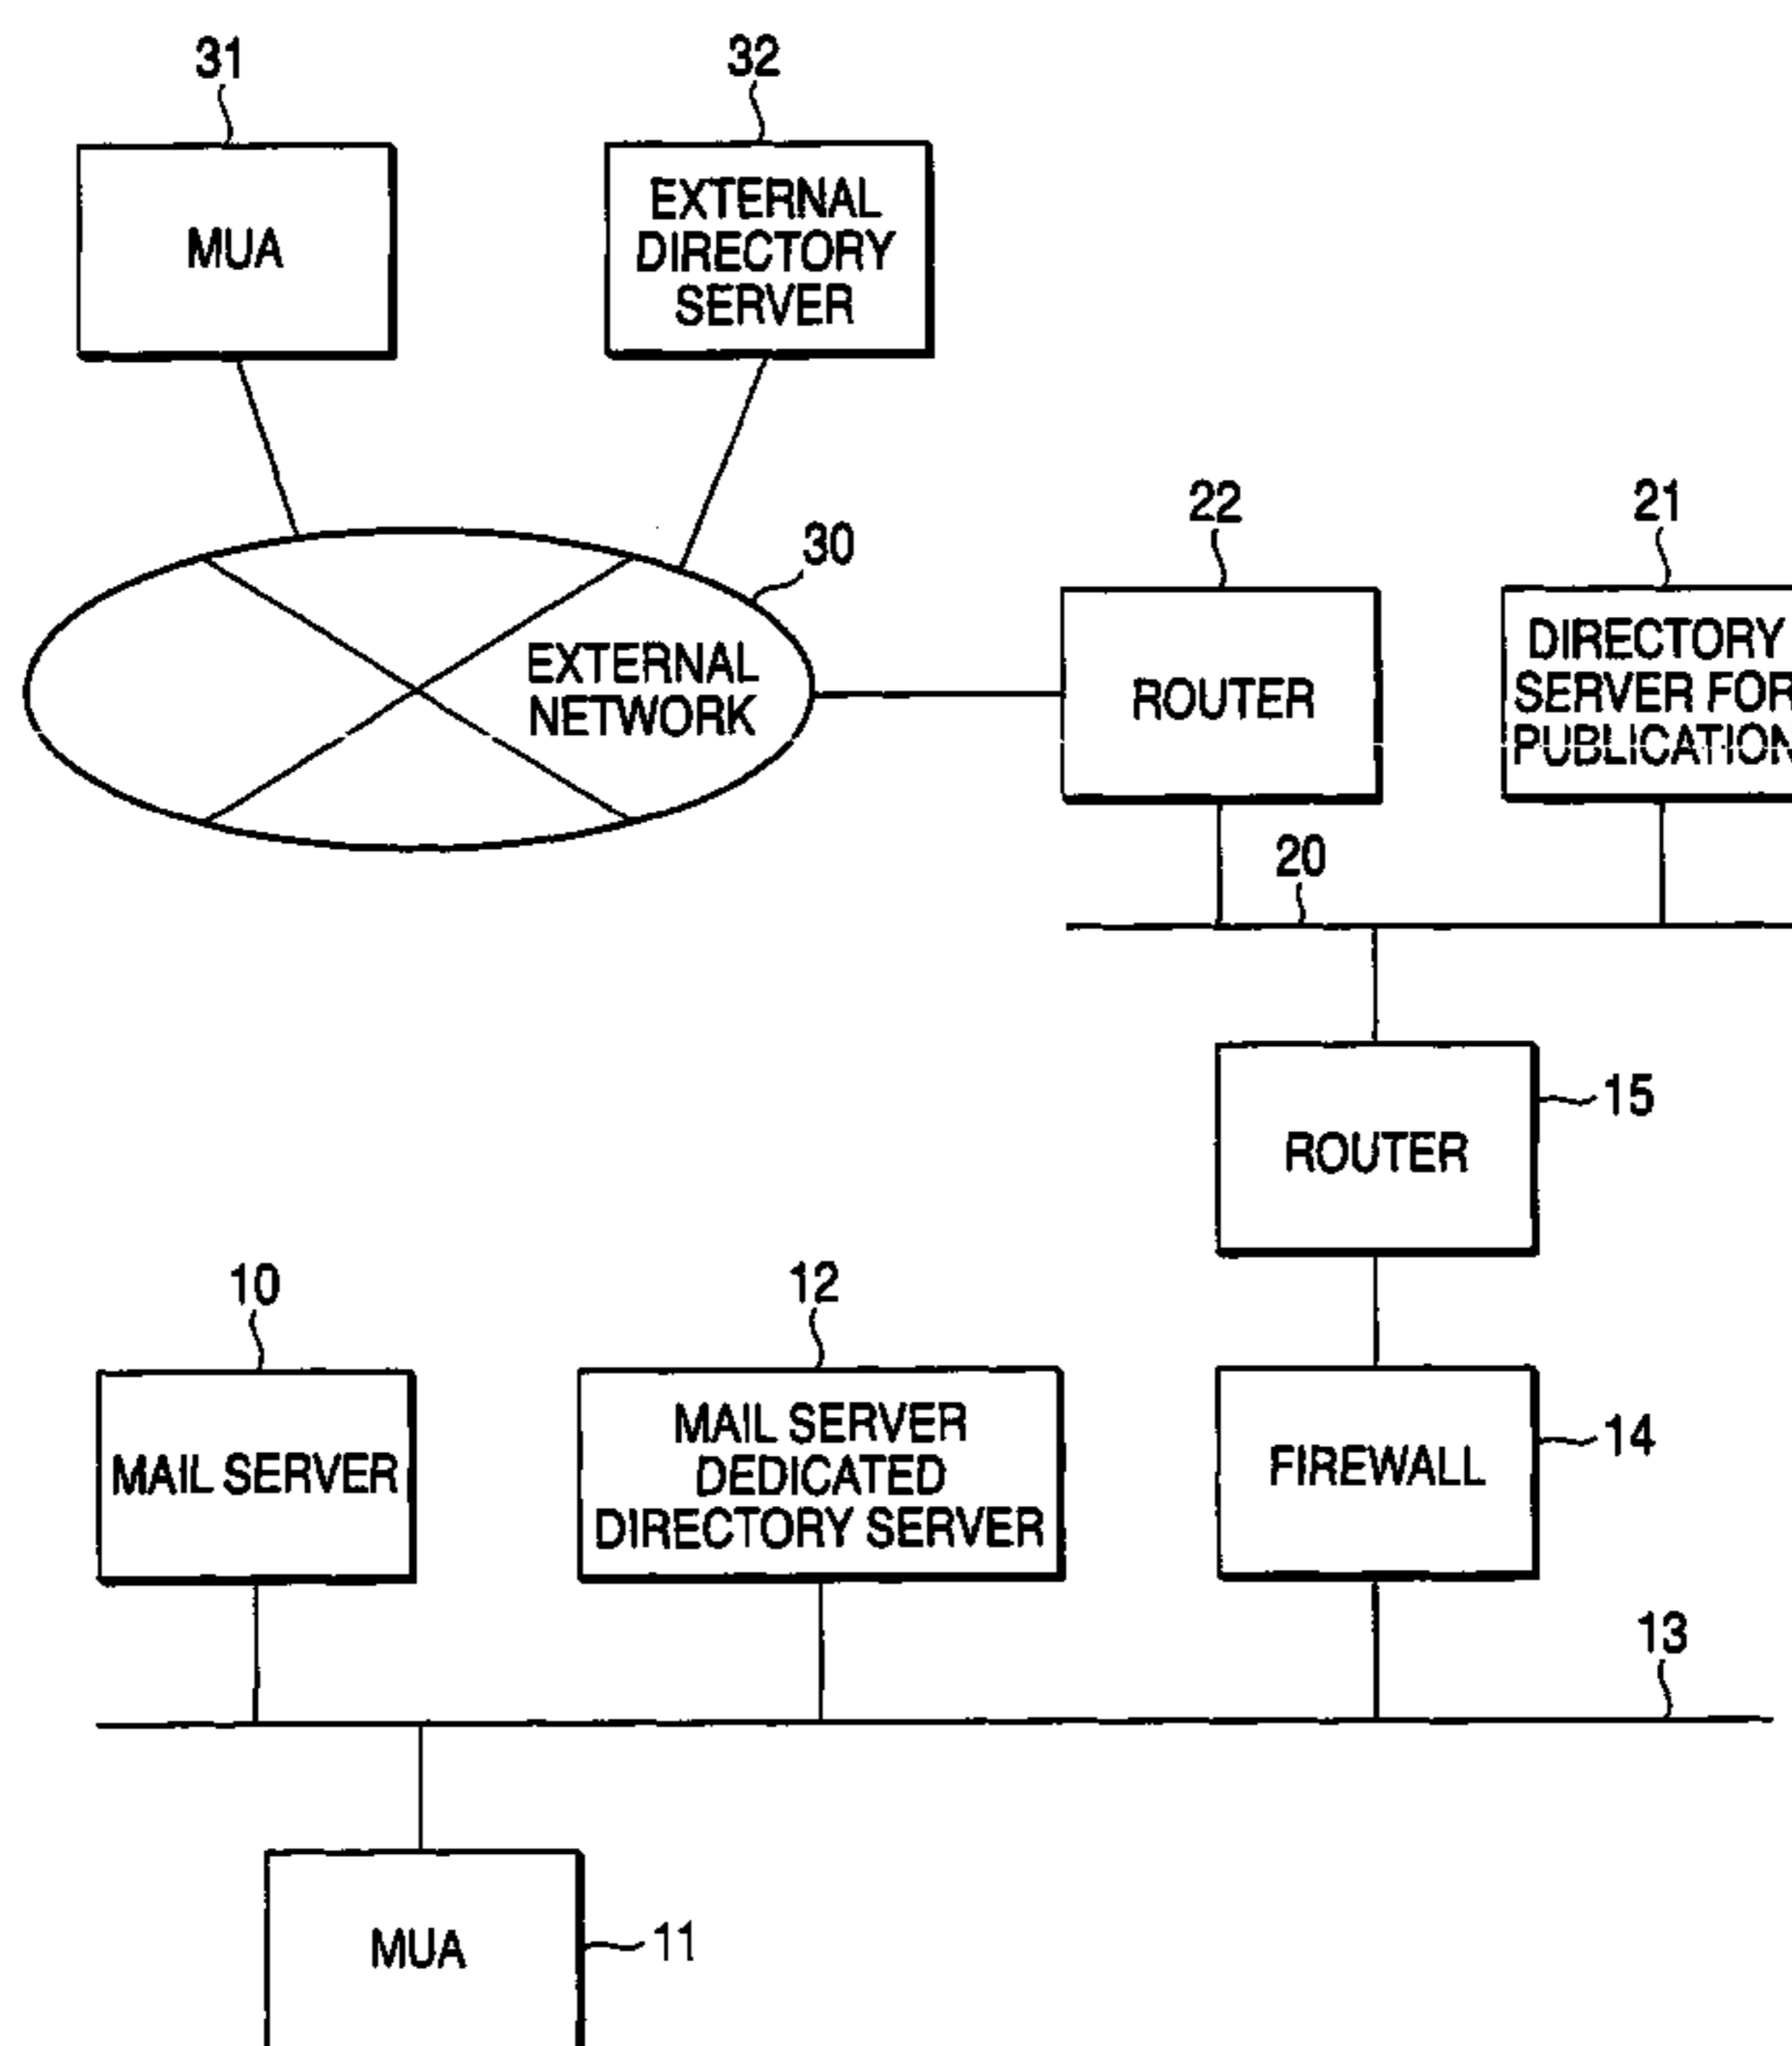 31
32
MUA
EXTERNAL
DIRECTORY
SERVER
30
22
21
EXTERNAL
NETWORK
ROUTER
DIRECTORY
SERVER FOR
PUBLICATION
20
ROUTER
15
10
12
MAIL SERVER
MAIL SERVER
DEDICATED
DIRECTORY SERVER
FIREWALL
14
13
MUA
11